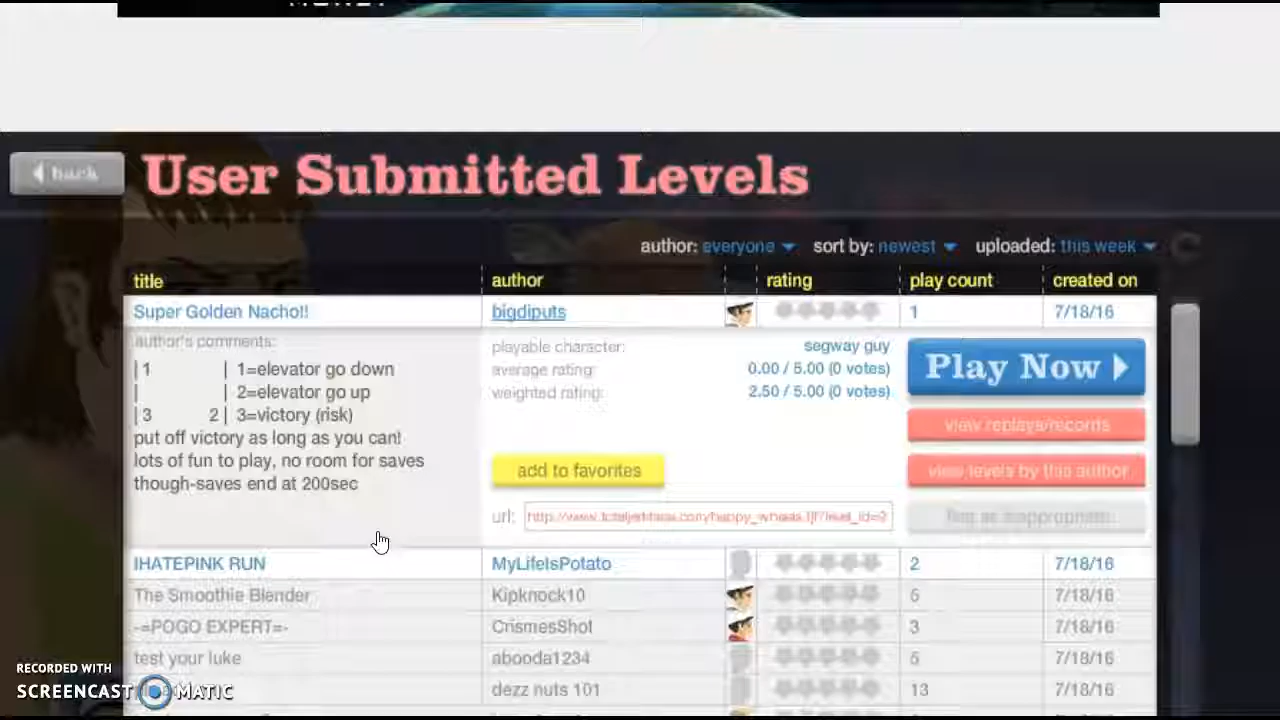 back
User Submitted Levels
author: everyone sort by: newest uploaded: this week
title author rating play count created on
Super Golden Nacho!! bigdiputs 1 7/18/16
author's comments:
|1 | 1=elevator go down
| | 2=elevator go up
|3 2| 3=victory (risk)
put off victory as long as you can!
lots of fun to play, no room for saves
though-saves end at 200sec
playable character: segway guy
average rating: 0.00 / 5.00 (0 votes)
weighted rating: 2.50 / 5.00 (0 votes)
add to favorites
url:
Play Now
view replays/records
view levels by this author
flag as inappropriate
IHATEPINK RUN MyLifeIsPotato 2 7/18/16
The Smoothie Blender Kipknock10 5 7/18/16
-=POGO EXPERT=- CrismesShot 3 7/18/16
test your luke abooda1234 5 7/18/16
dezz nuts 101 13 7/18/16
RECORDED WITH
SCREENCAST MATIC